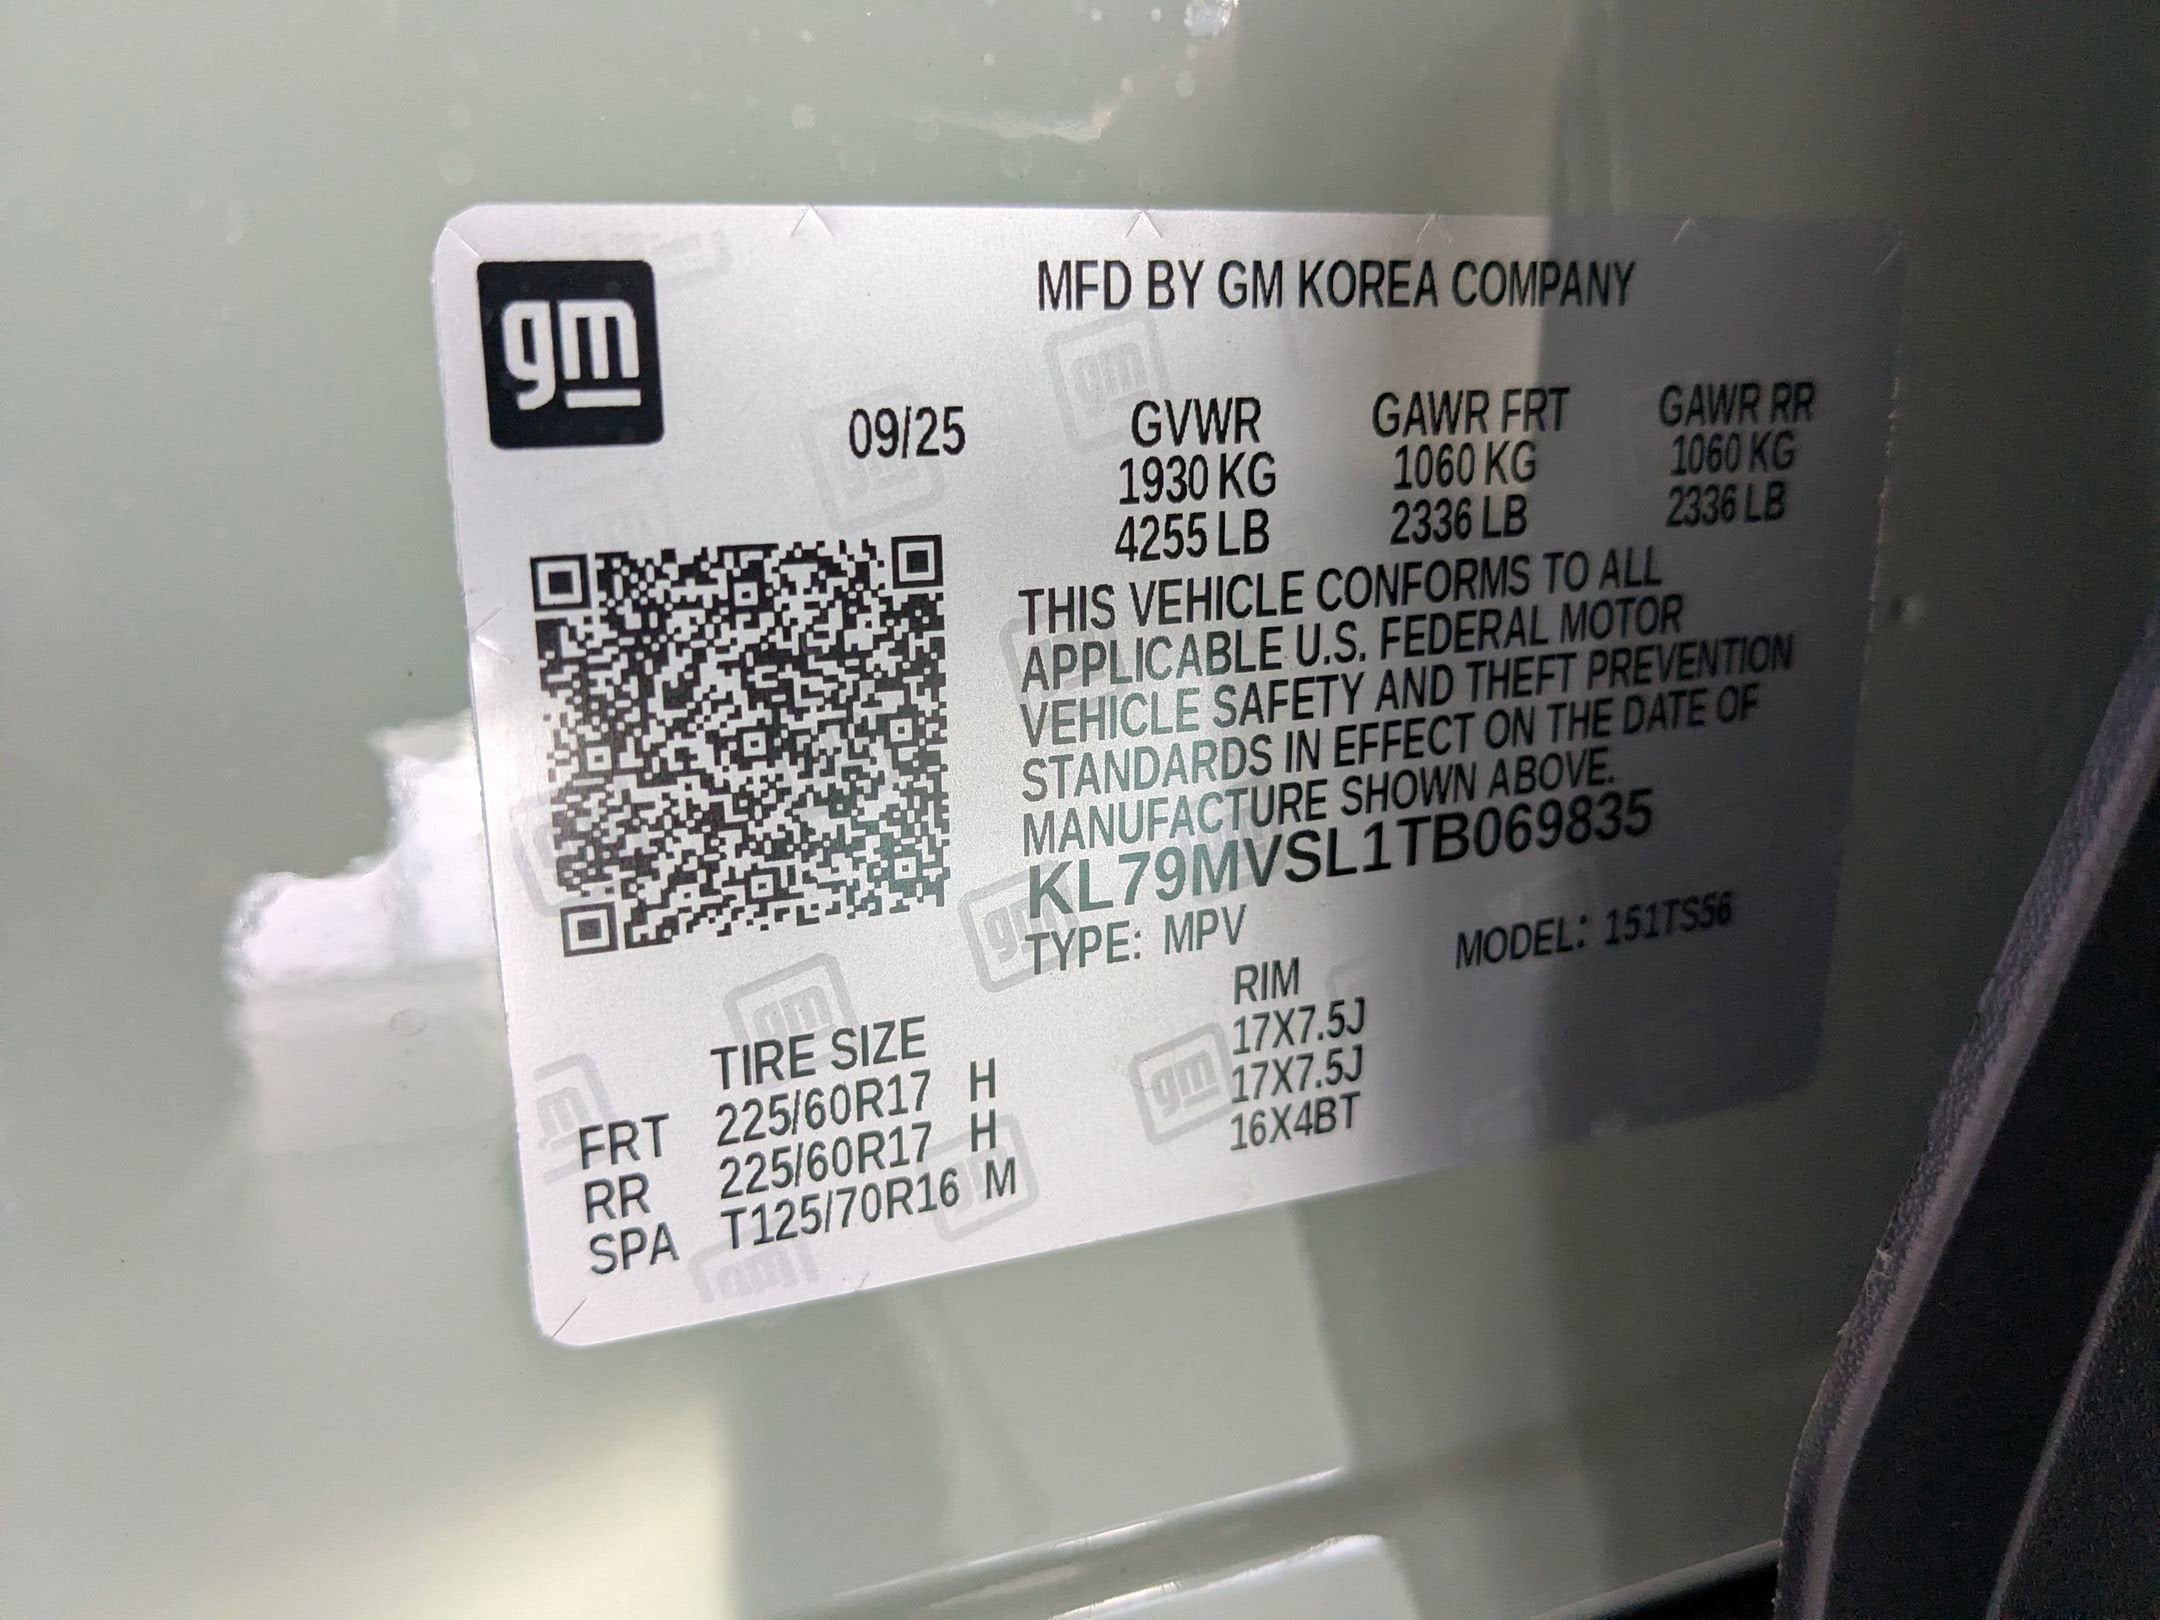 gm
MFD BY GM KOREA COMPANY
09/25 GVWR GAWR FRT GAWR RR
1930 KG 1060 KG 1060 KG
4255 LB 2336 LB 2336 LB
THIS VEHICLE CONFORMS TO ALL
APPLICABLE U.S. FEDERAL MOTOR
VEHICLE SAFETY AND THEFT PREVENTION
STANDARDS IN EFFECT ON THE DATE OF
MANUFACTURE SHOWN ABOVE.
KL79MVSL1TB069835
TYPE: MPV MODEL: 151TS56
TIRE SIZE RIM
FRT 225/60R17 H 17X7.5J
RR 225/60R17 H 17X7.5J
SPA T125/70R16 M 16X4BT